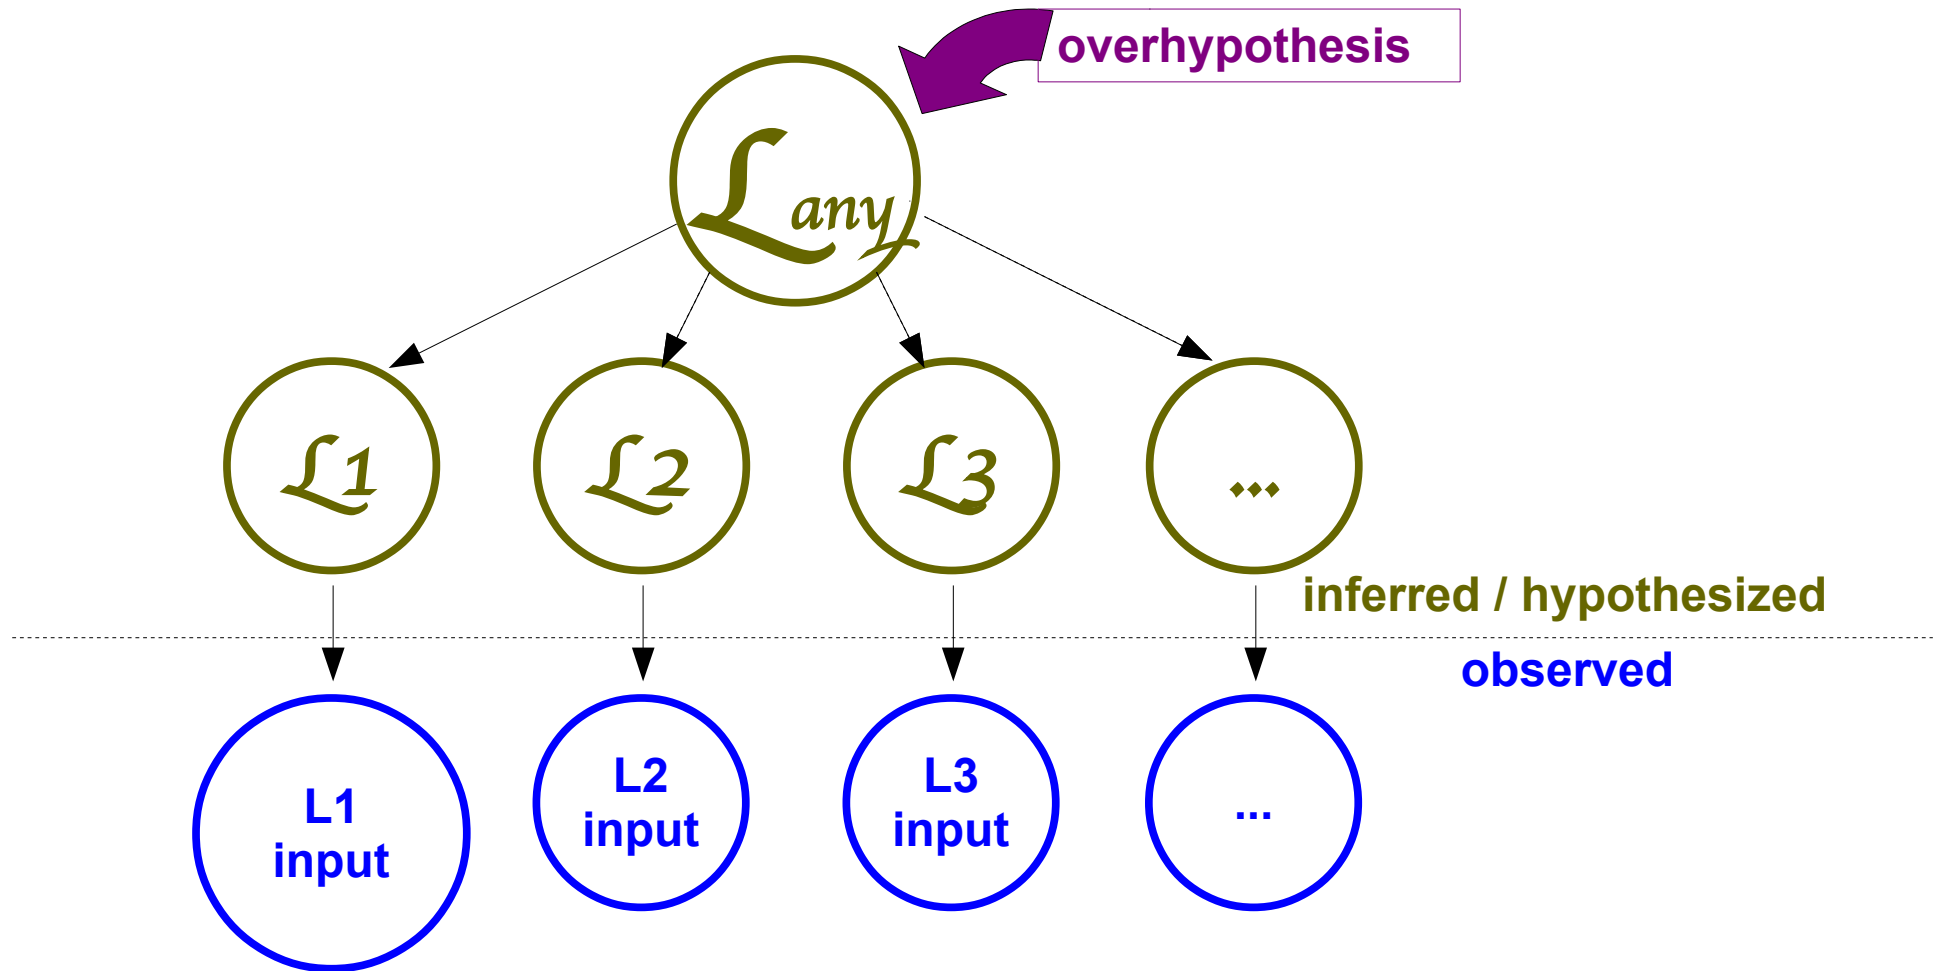 overhypothesis
ℒany
ℒ1
ℒ2
ℒ3
...
inferred / hypothesized
observed
L1
input
L2
input
L3
input
...